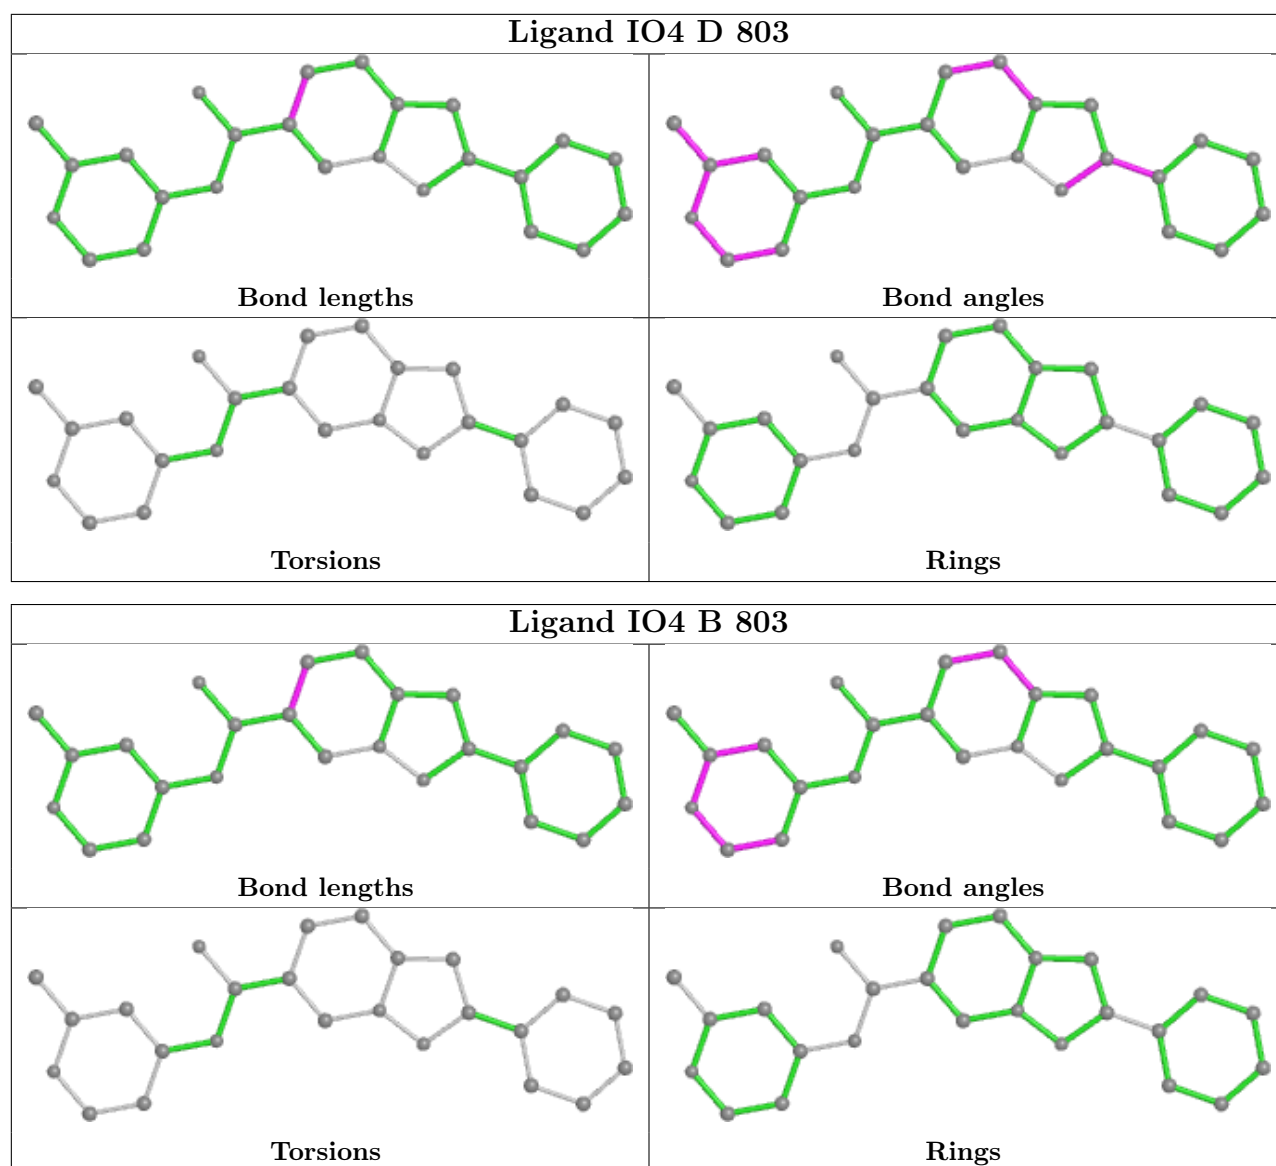 Ligand IO4 D 803
Bond lengths
Bond angles
Torsions
Rings
Ligand IO4 B 803
Bond lengths
Bond angles
Torsions
Rings